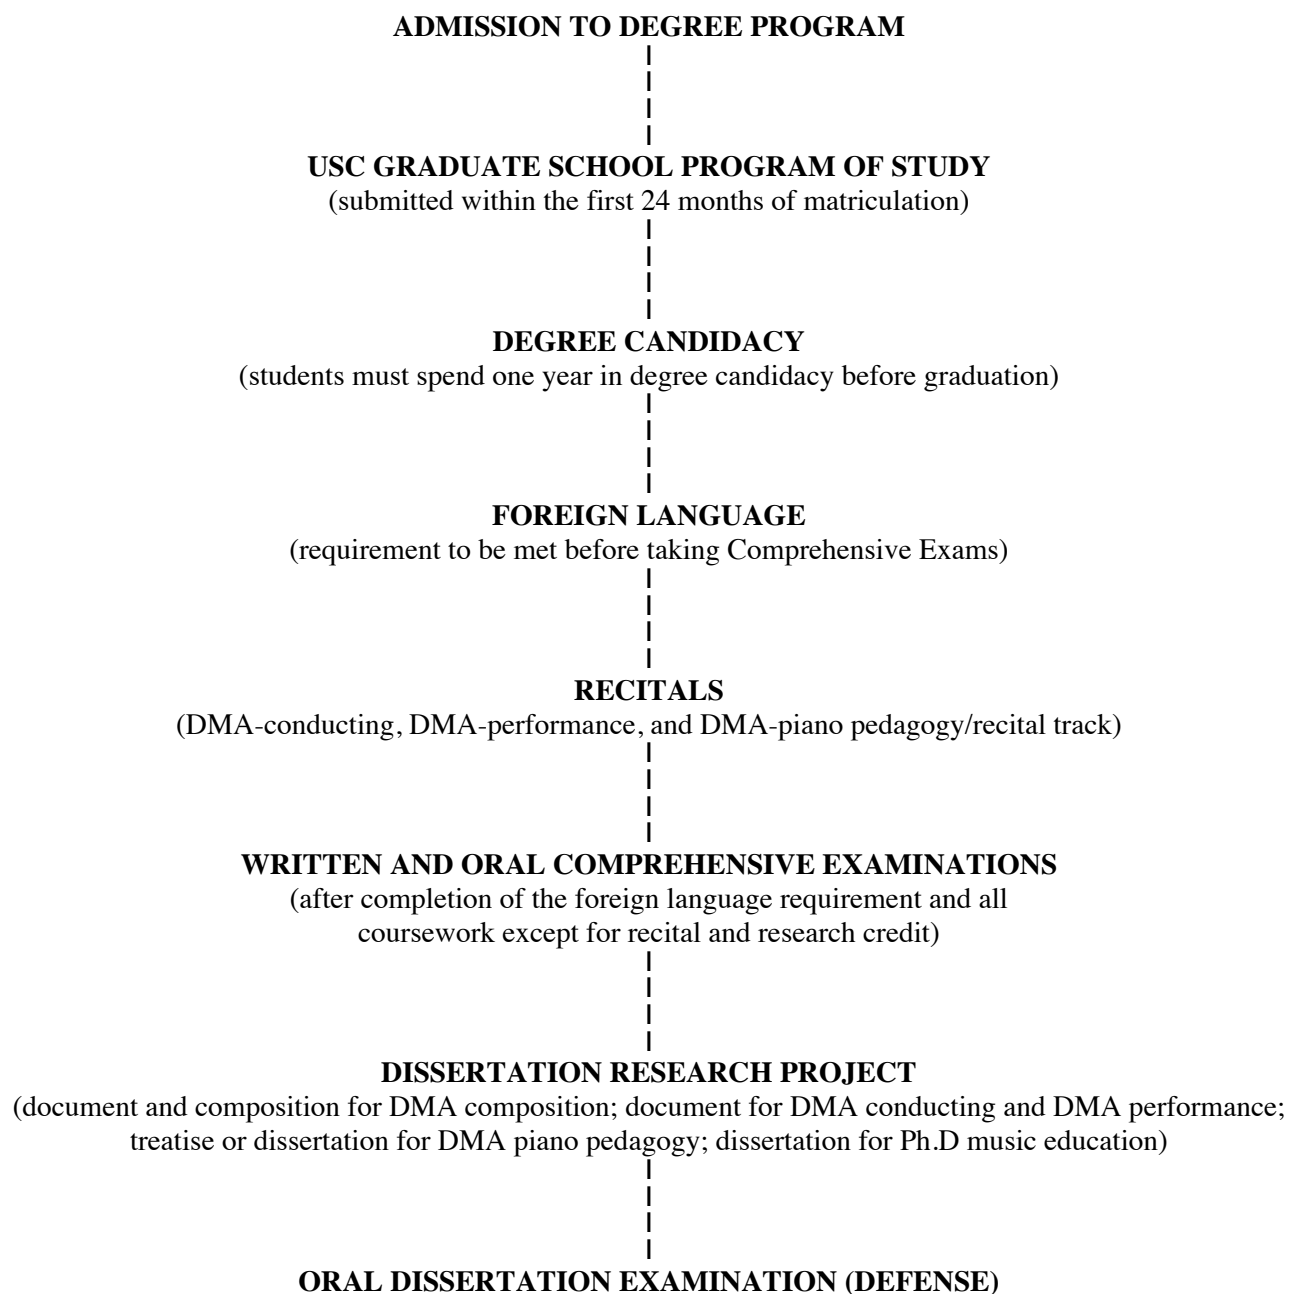 ADMISSION TO DEGREE PROGRAM
USC GRADUATE SCHOOL PROGRAM OF STUDY
(submitted within the first 24 months of matriculation)
DEGREE CANDIDACY
(students must spend one year in degree candidacy before graduation)
FOREIGN LANGUAGE
(requirement to be met before taking Comprehensive Exams)
RECITALS
(DMA-conducting, DMA-performance, and DMA-piano pedagogy/recital track)
WRITTEN AND ORAL COMPREHENSIVE EXAMINATIONS
(after completion of the foreign language requirement and all
coursework except for recital and research credit)
DISSERTATION RESEARCH PROJECT
(document and composition for DMA composition; document for DMA conducting and DMA performance;
treatise or dissertation for DMA piano pedagogy; dissertation for Ph.D music education)
ORAL DISSERTATION EXAMINATION (DEFENSE)